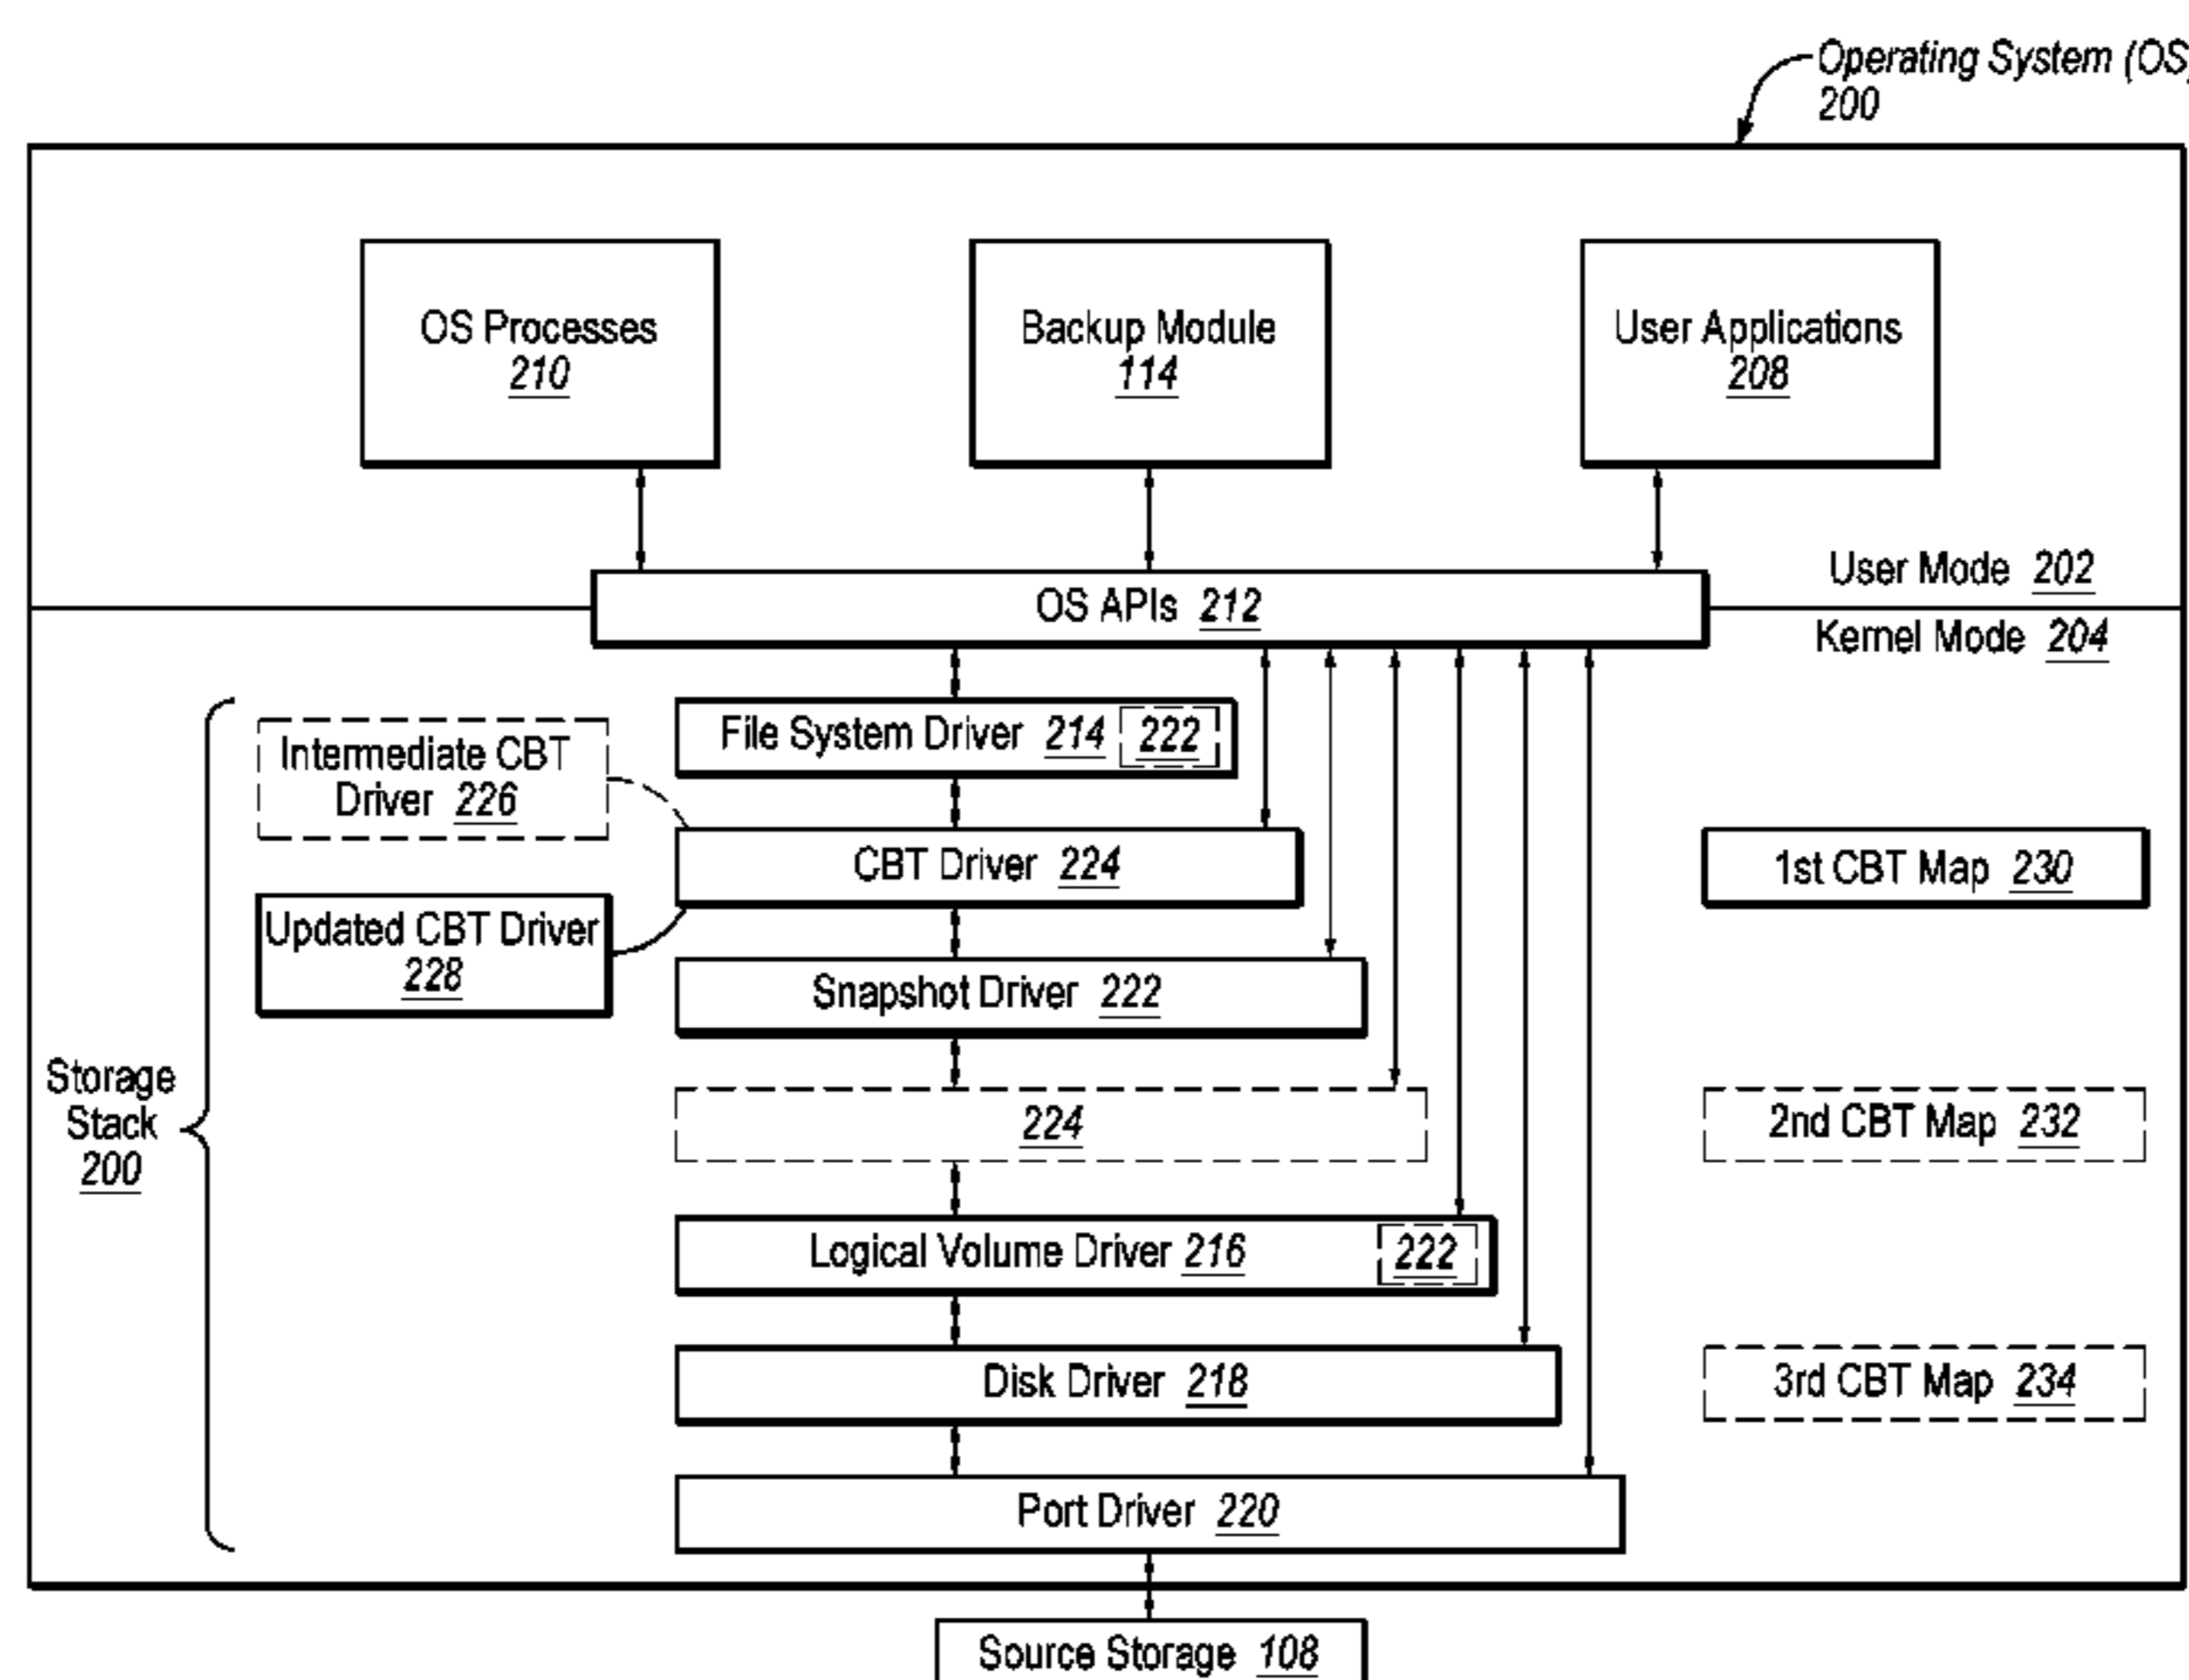 Operating System (OS)
200
OS Processes
210
Backup Module
114
User Applications
208
User Mode 202
OS APIs 212
Kernel Mode 204
File System Driver 214 222
Intermediate CBT
Driver 226
CBT Driver 224
1st CBT Map 230
Updated CBT Driver
228
Snapshot Driver 222
Storage
Stack
200
224
2nd CBT Map 232
Logical Volume Driver 216 222
Disk Driver 218
3rd CBT Map 234
Port Driver 220
Source Storage 108